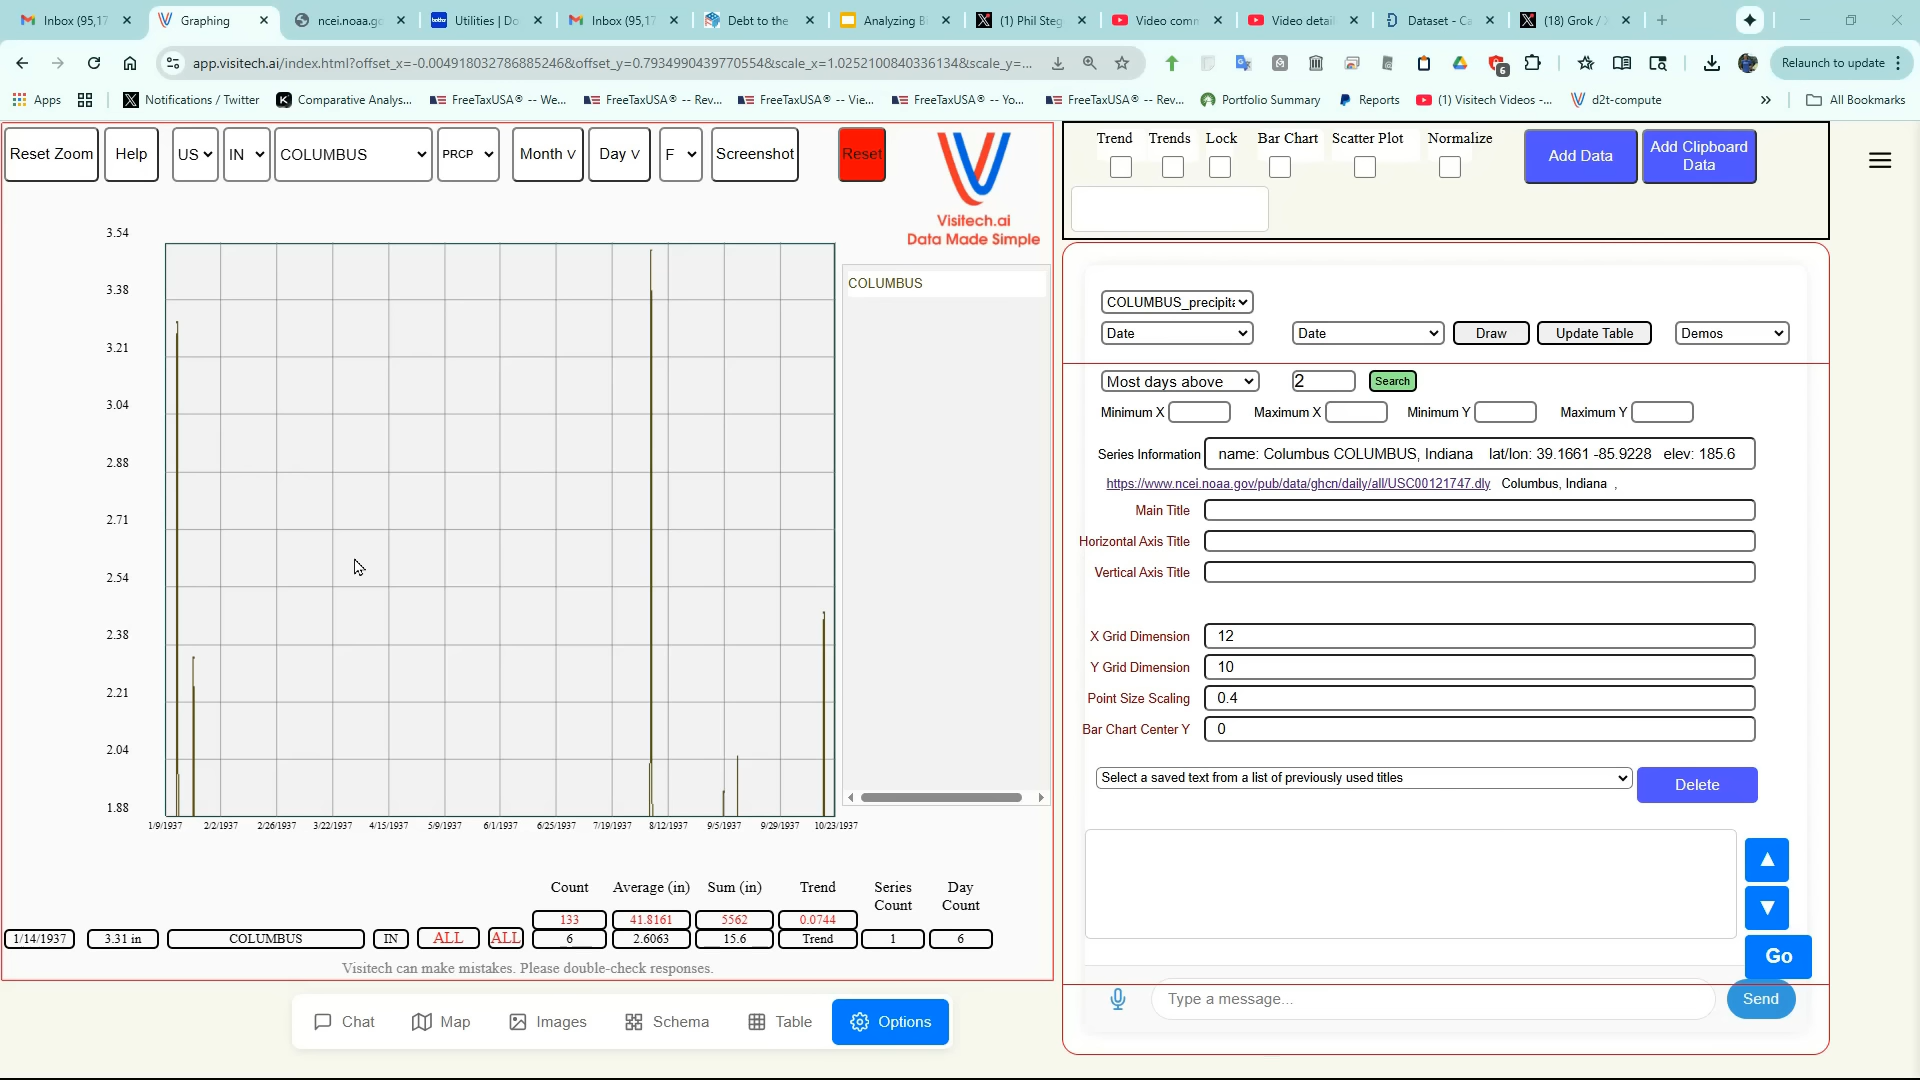 Inbox (95,17
Graphing
ncei.noaa.go
Utilities | Do
Inbox (95,17
Debt to the
Analyzing B
(1) Phil Steg
Video comm
Video detail
Dataset - Ca
(18) Grok /
app.visitech.ai/index.html?offset_x=-0.004918032786885246&offset_y=0.7934990439770554&scale_x=1.0252100840336134&scale_y=...
6
Relaunch to update
Apps
Notifications / Twitter
Comparative Analys...
FreeTaxUSA® -- We...
FreeTaxUSA® -- Rev...
FreeTaxUSA® -- Vie...
FreeTaxUSA® -- Yo...
FreeTaxUSA® -- Rev...
Portfolio Summary
Reports
(1) Visitech Videos -...
d2t-compute
All Bookmarks
Reset Zoom
Help
US
IN
COLUMBUS
PRCP
Month V
Day V
F
Screenshot
Reset
Visitech.ai
Data Made Simple
Trend
Trends
Lock
Bar Chart
Scatter Plot
Normalize
Add Data
Add Clipboard
Data
3.54
3.38
3.21
3.04
2.88
2.71
2.54
2.38
2.21
2.04
1.88
1/9/1937
2/2/1937
2/26/1937
3/22/1937
4/15/1937
5/9/1937
6/1/1937
6/25/1937
7/19/1937
8/12/1937
9/5/1937
9/29/1937
10/23/1937
COLUMBUS
Count
Average (in)
Sum (in)
Trend
Series
Count
Day
Count
133
41.8161
5562
0.0744
1/14/1937
3.31 in
COLUMBUS
IN
ALL
ALL
6
2.6063
15.6
Trend
1
6
Visitech can make mistakes. Please double-check responses.
Chat
Map
Images
Schema
Table
Options
COLUMBUS_precipita
Date
Date
Draw
Update Table
Demos
Most days above
2
Search
Minimum X
Maximum X
Minimum Y
Maximum Y
Series Information
name: Columbus COLUMBUS, Indiana lat/lon: 39.1661 -85.9228 elev: 185.6
https://www.ncei.noaa.gov/pub/data/ghcn/daily/all/USC00121747.dly Columbus, Indiana ,
Main Title
Horizontal Axis Title
Vertical Axis Title
X Grid Dimension
12
Y Grid Dimension
10
Point Size Scaling
0.4
Bar Chart Center Y
0
Select a saved text from a list of previously used titles
Delete
Go
Type a message...
Send